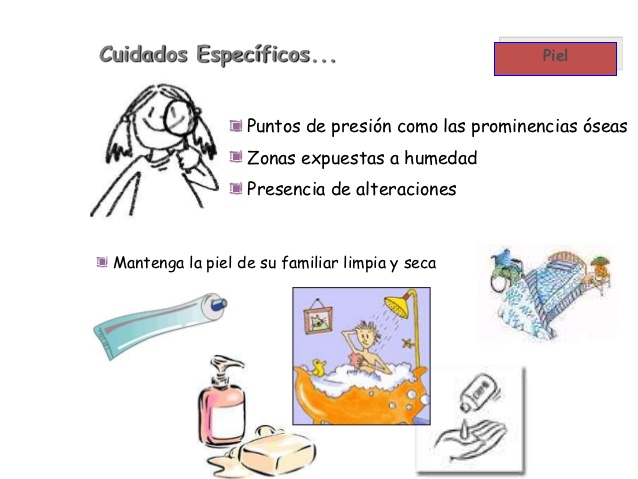 Cuidados Específicos...
Piel
Puntos de presión como las prominencias óseas
Zonas expuestas a humedad
Presencia de alteraciones
Mantenga la piel de su familiar limpia y seca